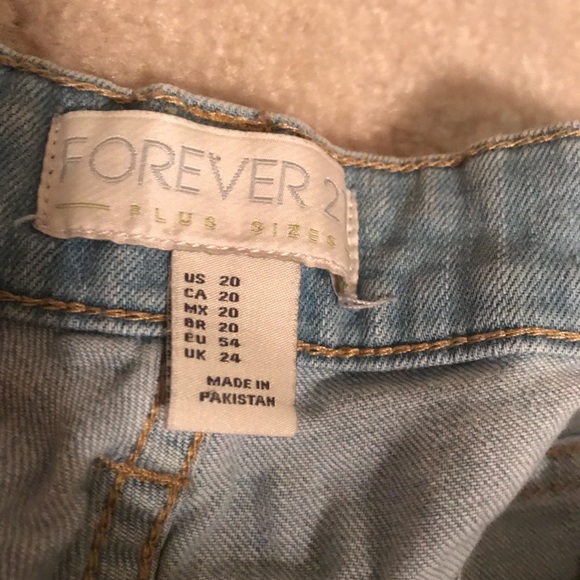 FOREVER 2
PLUS SIZES
US 20
CA 20
MX 20
BR 20
EU 54
UK 24
MADE IN
PAKISTAN